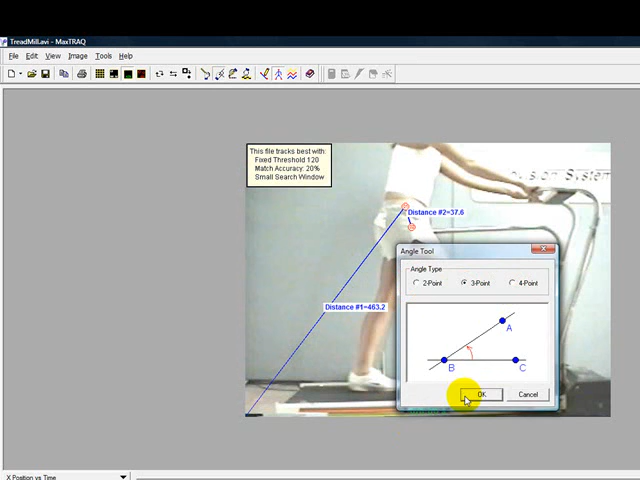 TreadMill.avi - MaxTRAQ
File Edit View Image Tools Help
This file tracks best with:
Fixed Threshold 120
Match Accuracy: 20%
Small Search Window
Distance #2=37.6
Distance #1=463.2
Angle Tool
Angle Type
2-Point 3-Point 4-Point
A
B C
OK Cancel
X Position vs Time